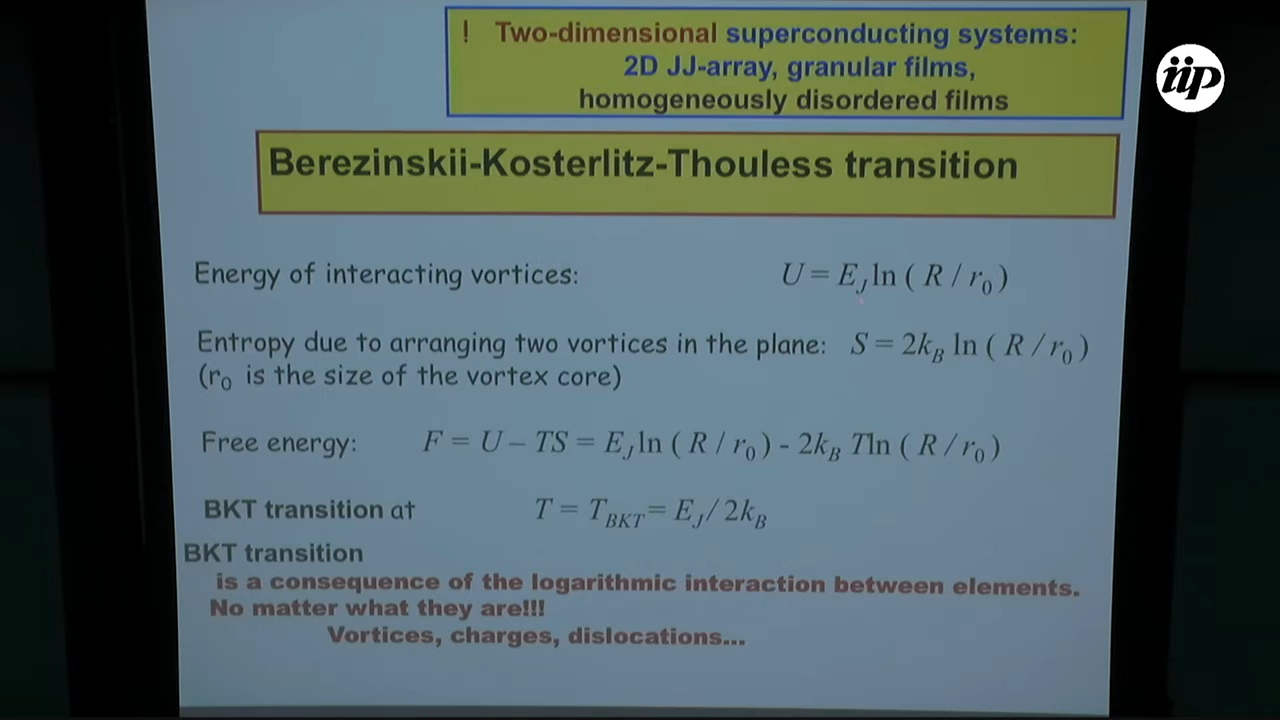 ! Two-dimensional superconducting systems:
2D JJ-array, granular films,
homogeneously disordered films
iip
Berezinskii-Kosterlitz-Thouless transition
Energy of interacting vortices: U = E_J ln ( R / r_0 )
Entropy due to arranging two vortices in the plane: S = 2k_B ln ( R / r_0 )
(r_0 is the size of the vortex core)
Free energy: F = U – TS = E_J ln ( R / r_0 ) - 2k_B Tln ( R / r_0 )
BKT transition at T = T_BKT = E_J / 2k_B
BKT transition
is a consequence of the logarithmic interaction between elements.
No matter what they are!!!
Vortices, charges, dislocations...